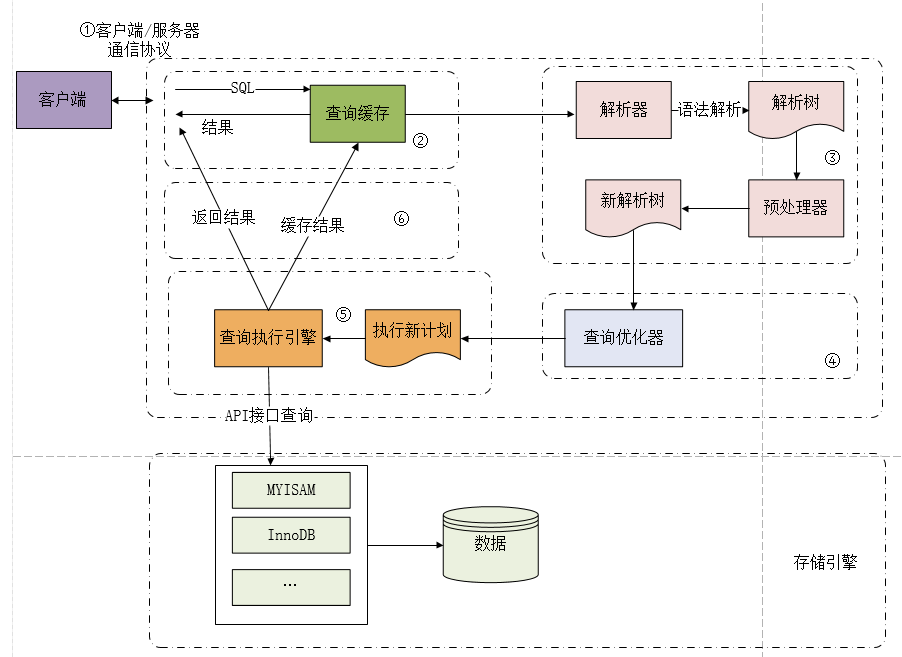 ①客户端/服务器
通信协议
客户端
SQL
结果
查询缓存
②
解析器
语法解析
解析树
③
新解析树
预处理器
返回结果
缓存结果
⑥
查询执行引擎
⑤
执行新计划
查询优化器
④
API接口查询
MYISAM
InnoDB
...
数据
存储引擎